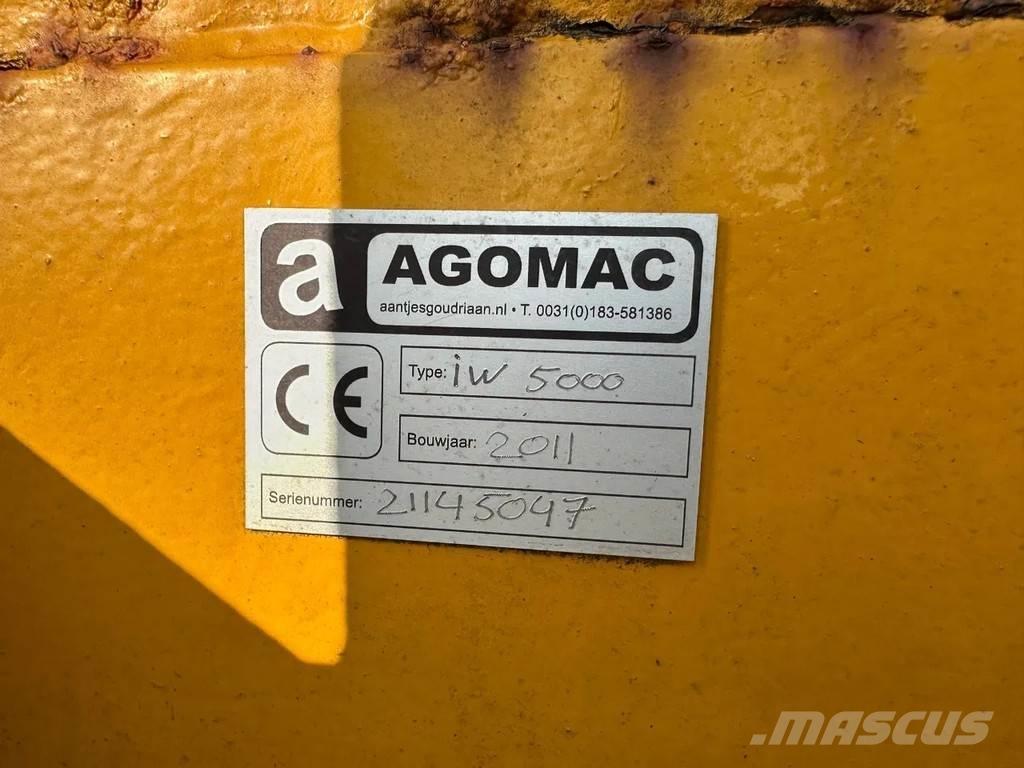 a AGOMAC
aantjesgoudriaan.nl • T. 0031(0)183-581386
CE
Type: iw 5000
Bouwjaar: 2011
Serienummer: 21145047
MASCUS